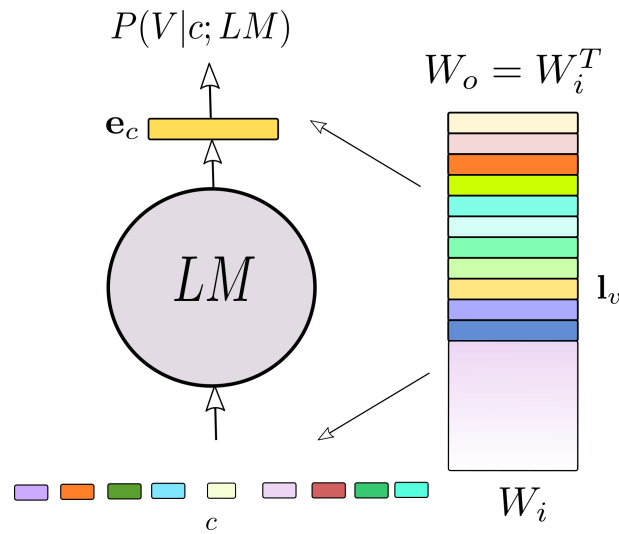 P(V|c; LM)
W_o = W_i^T
e_c
LM
l_v
W_i
c